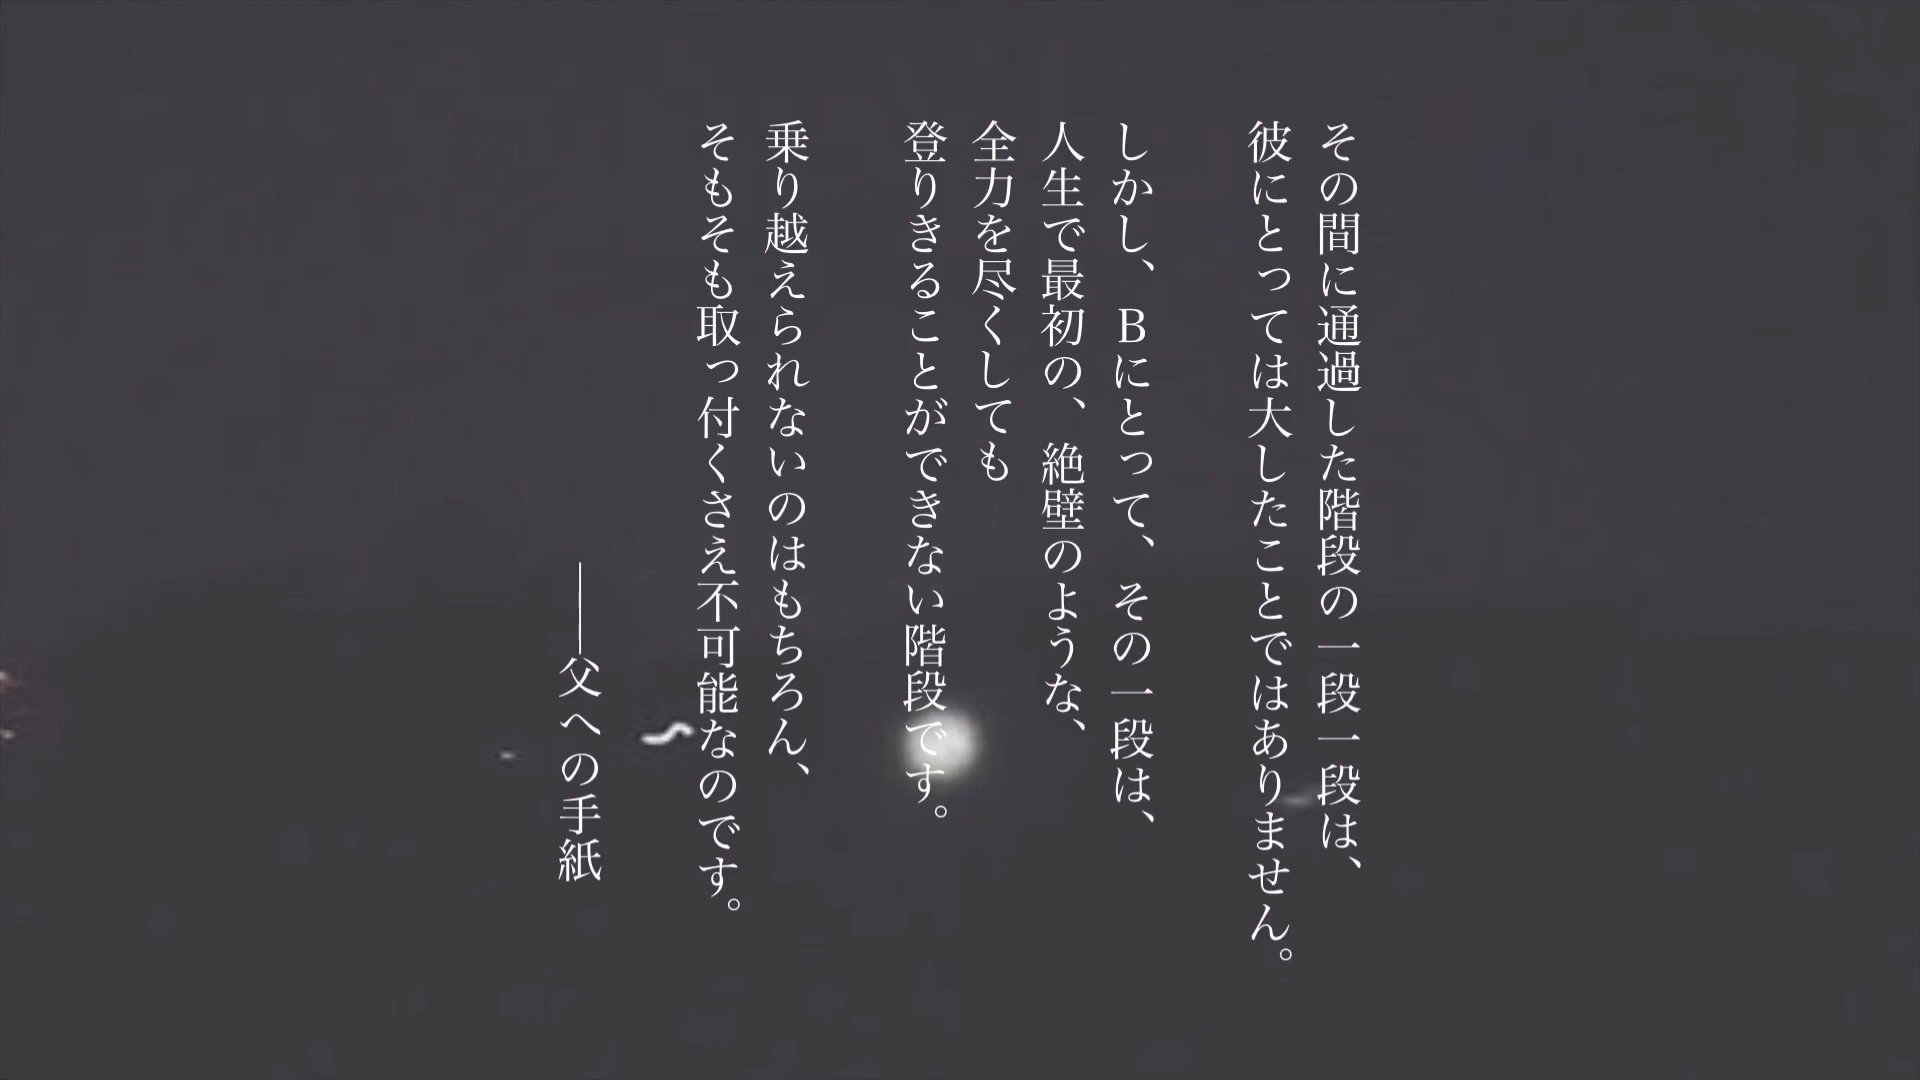 その間に通過した階段の一段一段は、
彼にとっては大したことではありません。
しかし、Bにとって、その一段は、
人生で最初の、絶壁のような、
全力を尽くしても
登りきることができない階段です。
乗り越えられないのはもちろん、
そもそも取っ付くさえ不可能なのです。
——父への手紙